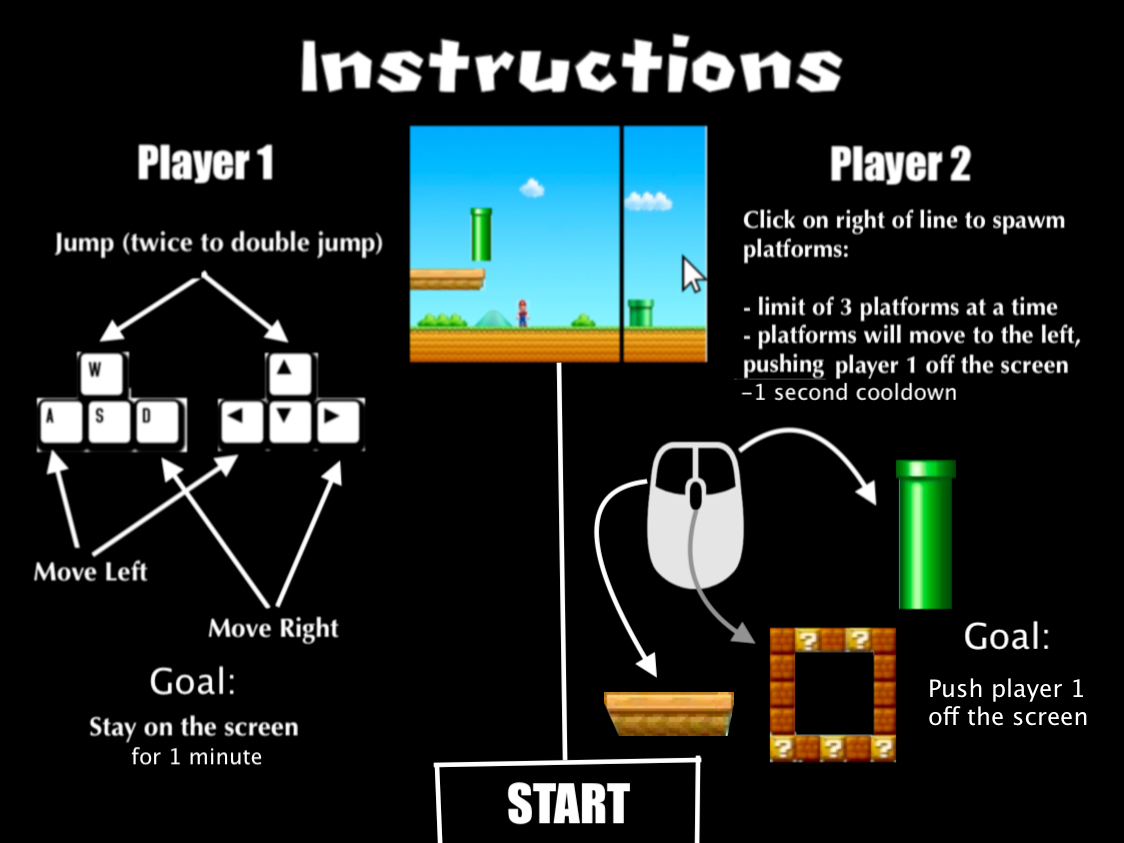 Instructions
Player 1
Jump (twice to double jump)
W
A S D
Move Left
Move Right
Goal:
Stay on the screen
for 1 minute
Player 2
Click on right of line to spawm
platforms:
- limit of 3 platforms at a time
- platforms will move to the left,
pushing player 1 off the screen
-1 second cooldown
? ?
? ? ?
Goal:
Push player 1
off the screen
START